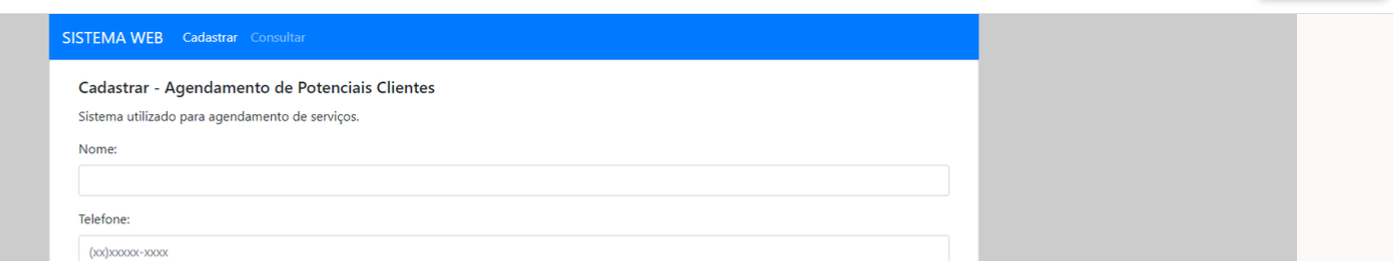 SISTEMA WEB Cadastrar Consultar
Cadastrar - Agendamento de Potenciais Clientes
Sistema utilizado para agendamento de serviços.
Nome:
Telefone:
(xx)xxxxx-xxxx